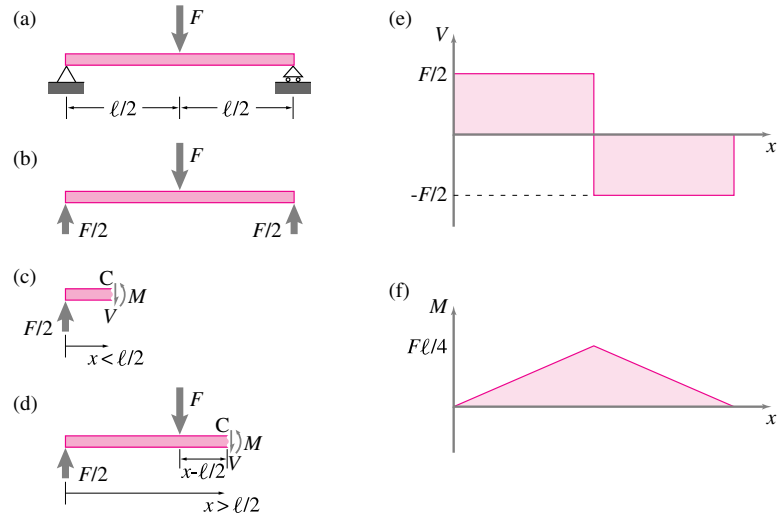 (a)
F
ℓ/2
ℓ/2
(b)
F
F/2
F/2
(c)
C
M
V
F/2
x<ℓ/2
(d)
F
C
M
V
F/2
x-ℓ/2
x>ℓ/2
(e)
V
F/2
x
-F/2
(f)
M
Fℓ/4
x